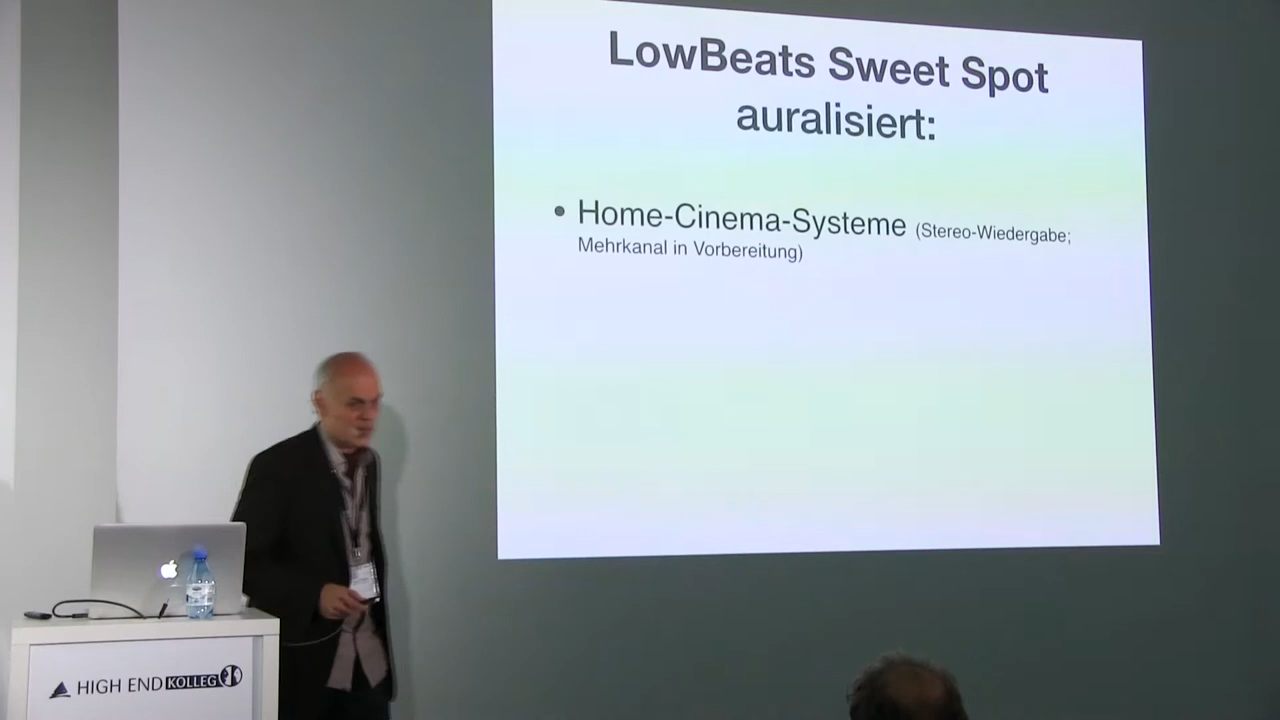 LowBeats Sweet Spot
auralisiert:
• Home-Cinema-Systeme (Stereo-Wiedergabe;
Mehrkanal in Vorbereitung)
HIGH END KOLLEG